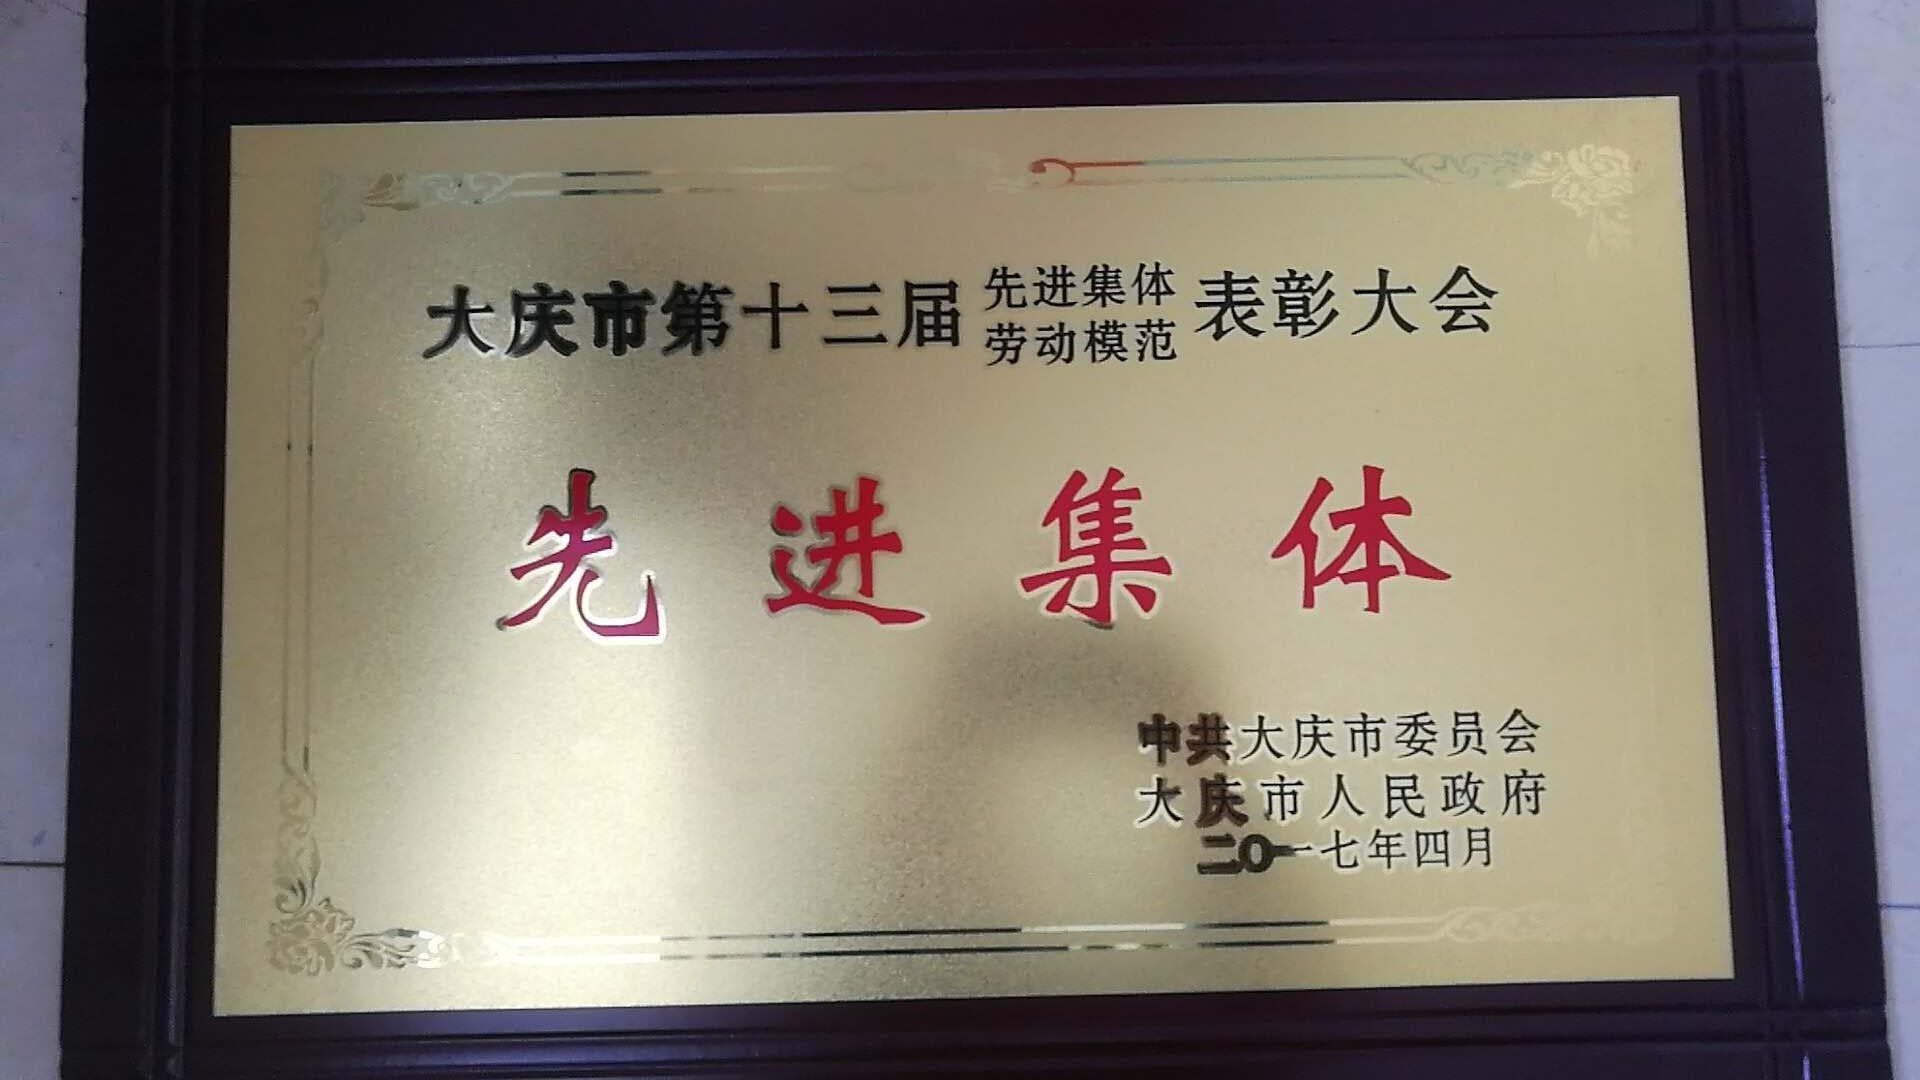 大庆市第十三届先进集体劳动模范表彰大会
先进集体
中共大庆市委员会
大庆市人民政府
二〇一七年四月